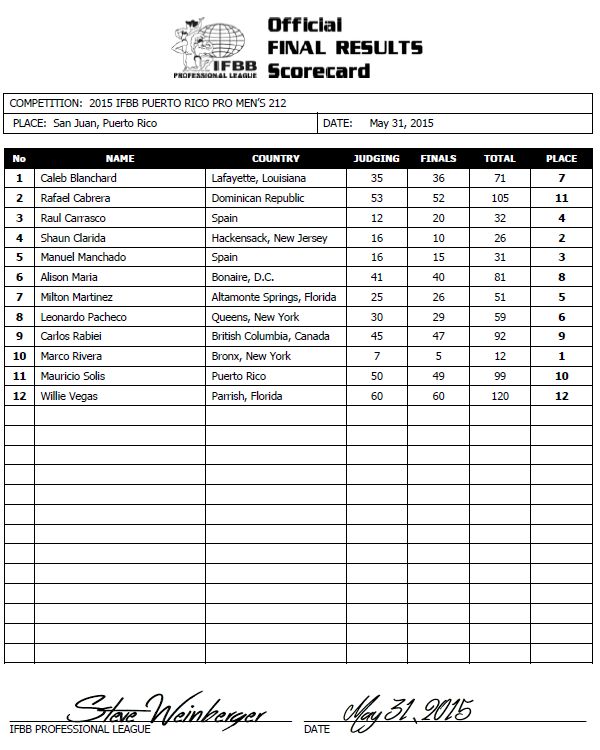 Official
FINAL RESULTS
Scorecard
IFBB
PROFESSIONAL LEAGUE
COMPETITION: 2015 IFBB PUERTO RICO PRO MEN'S 212
PLACE: San Juan, Puerto Rico DATE: May 31, 2015
No NAME COUNTRY JUDGING FINALS TOTAL PLACE
1 Caleb Blanchard Lafayette, Louisiana 35 36 71 7
2 Rafael Cabrera Dominican Republic 53 52 105 11
3 Raul Carrasco Spain 12 20 32 4
4 Shaun Clarida Hackensack, New Jersey 16 10 26 2
5 Manuel Manchado Spain 16 15 31 3
6 Alison Maria Bonaire, D.C. 41 40 81 8
7 Milton Martinez Altamonte Springs, Florida 25 26 51 5
8 Leonardo Pacheco Queens, New York 30 29 59 6
9 Carlos Rabiei British Columbia, Canada 45 47 92 9
10 Marco Rivera Bronx, New York 7 5 12 1
11 Mauricio Solis Puerto Rico 50 49 99 10
12 Willie Vegas Parrish, Florida 60 60 120 12
Steve Weinberger May 31, 2015
IFBB PROFESSIONAL LEAGUE DATE